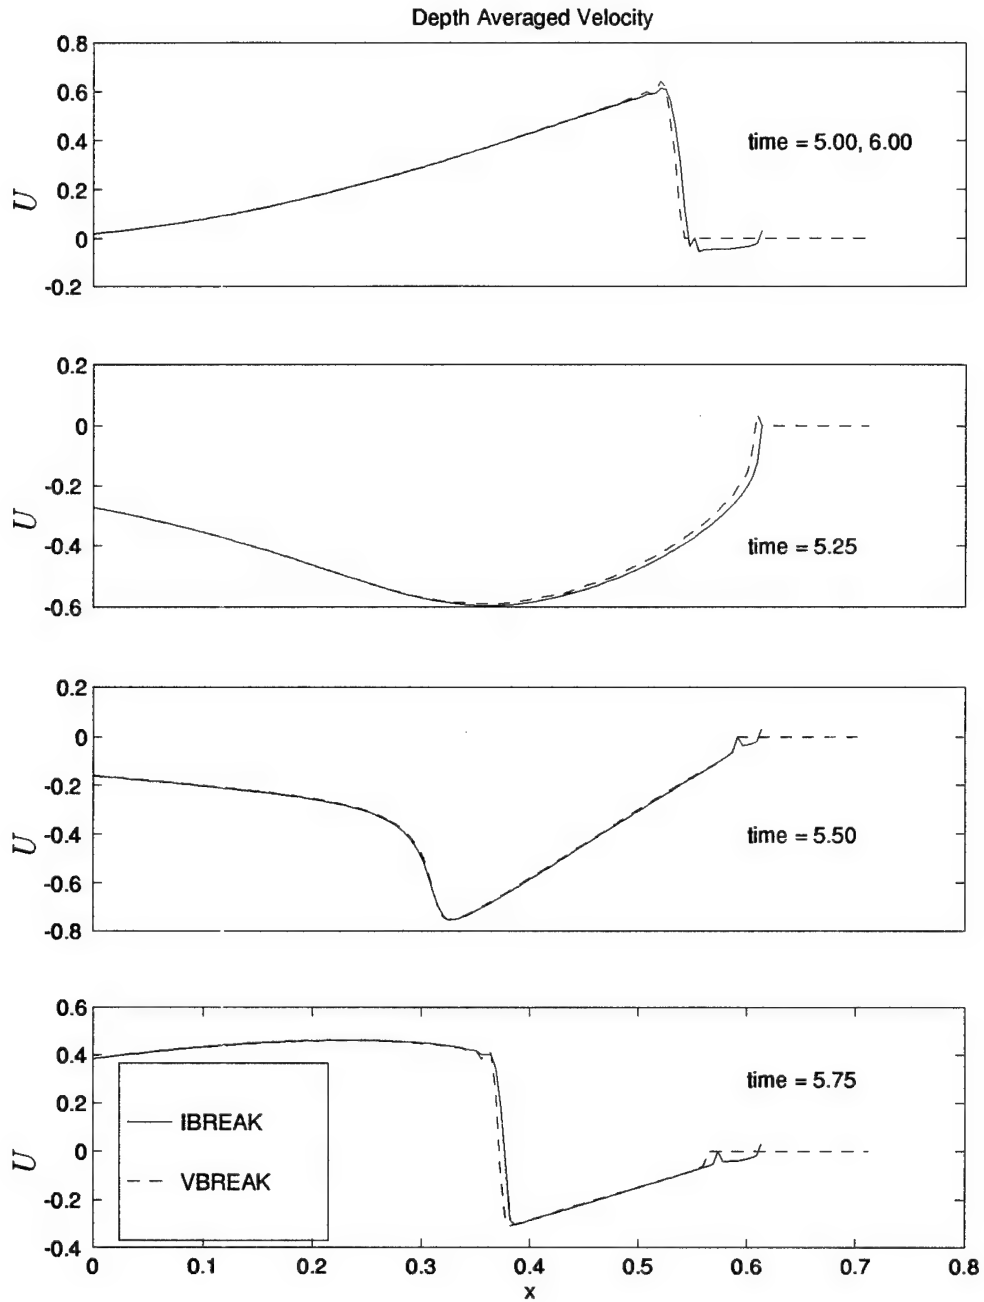 Depth Averaged Velocity
0.8
0.6
0.4
0.2
0
-0.2
U
time = 5.00, 6.00
0.2
0
-0.2
-0.4
-0.6
U
time = 5.25
0.2
0
-0.2
-0.4
-0.6
-0.8
U
time = 5.50
0.6
0.4
0.2
0
-0.2
-0.4
U
time = 5.75
IBREAK
VBREAK
0 0.1 0.2 0.3 0.4 0.5 0.6 0.7 0.8
x